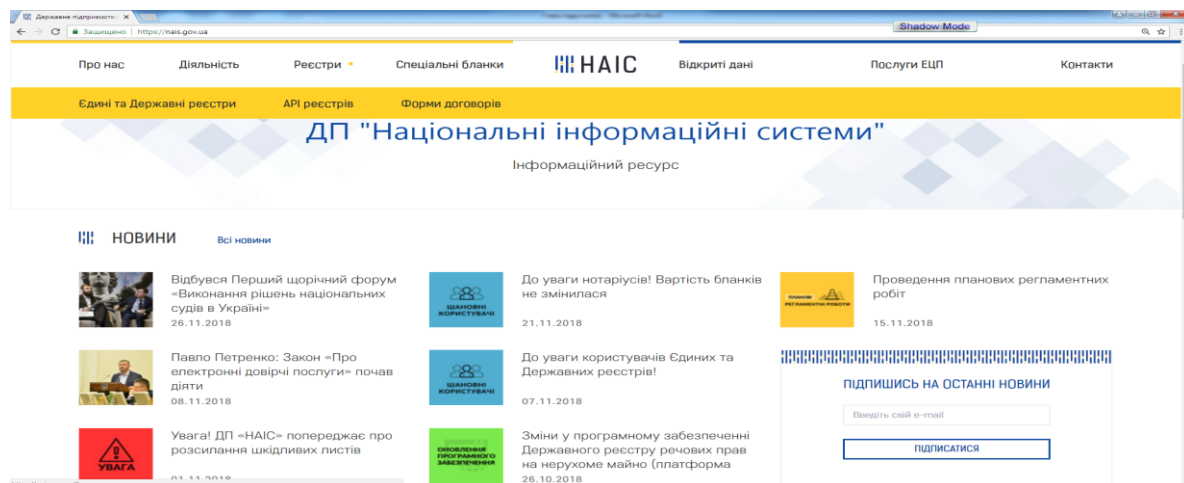 Державне підприємств
Shadow Mode
Защищено | https://nais.gov.ua
Про нас Діяльність Реєстри Спеціальні бланки НАІС Відкриті дані Послуги ЕЦП Контакти
Єдині та Державні реєстри API реєстрів Форми договорів
ДП "Національні інформаційні системи"
Інформаційний ресурс
НОВИНИ Всі новини
Відбувся Перший щорічний форум
«Виконання рішень національних
судів в Україні»
26.11.2018
ШАНОВНІ
КОРИСТУВАЧІ
До уваги нотаріусів! Вартість бланків
не змінилася
21.11.2018
ПЛАНОВІ
РЕГЛАМЕНТНІ РОБОТИ
Проведення планових регламентних
робіт
15.11.2018
Павло Петренко: Закон «Про
електронні довірчі послуги» почав
діяти
08.11.2018
ШАНОВНІ
КОРИСТУВАЧІ
До уваги користувачів Єдиних та
Державних реєстрів!
07.11.2018
ПІДПИШИСЬ НА ОСТАННІ НОВИНИ
Введіть свій e-mail
ПІДПИСАТИСЯ
УВАГА
Увага! ДП «НАІС» попереджає про
розсилання шкідливих листів
01.11.2018
ОНОВЛЕННЯ
ПРОГРАМНОГО
ЗАБЕЗПЕЧЕННЯ
Зміни у програмному забезпеченні
Державного реєстру речових прав
на нерухоме майно (платформа
26.10.2018